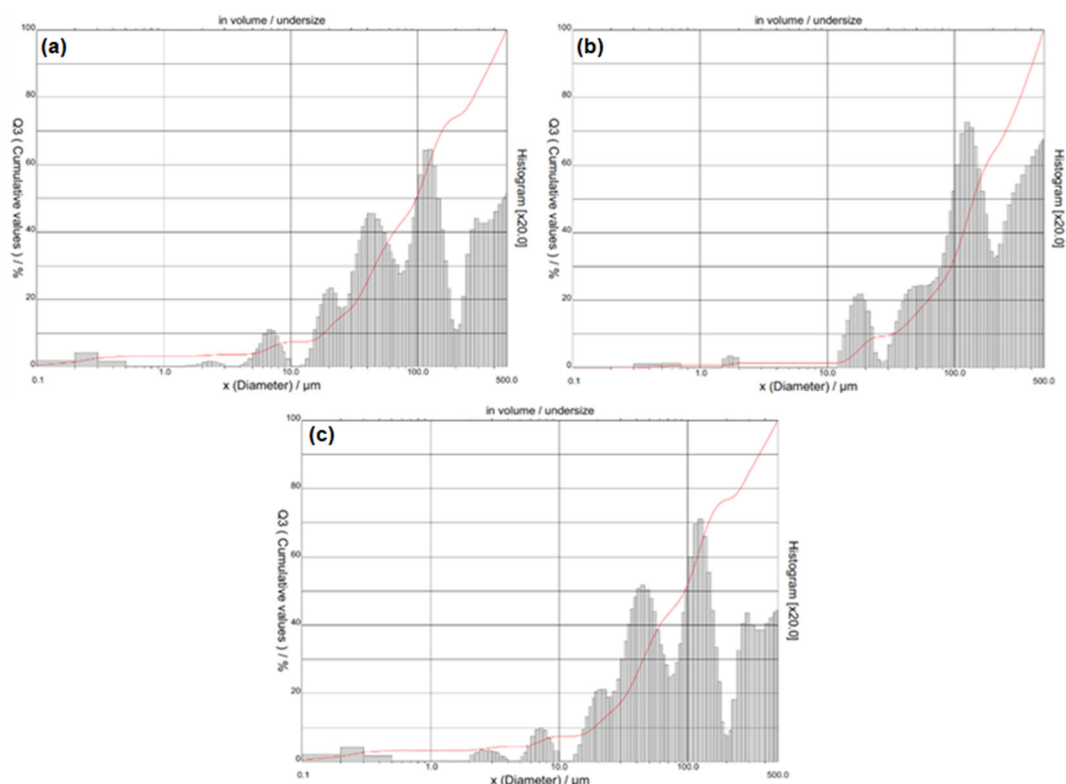 in volume / undersize
(a)
Q3 ( Cumulative values ) / %
100
80
60
40
20
0
0.1
1.0
10.0
100.0
500.0
x (Diameter) / µm
Histogram [x20.0]
in volume / undersize
(b)
Q3 ( Cumulative values ) / %
100
80
60
40
20
0
0.1
1.0
10.0
100.0
500.0
x (Diameter) / µm
Histogram [x20.0]
in volume / undersize
(c)
Q3 ( Cumulative values ) / %
100
80
60
40
20
0
0.1
1.0
10.0
100.0
500.0
x (Diameter) / µm
Histogram [x20.0]